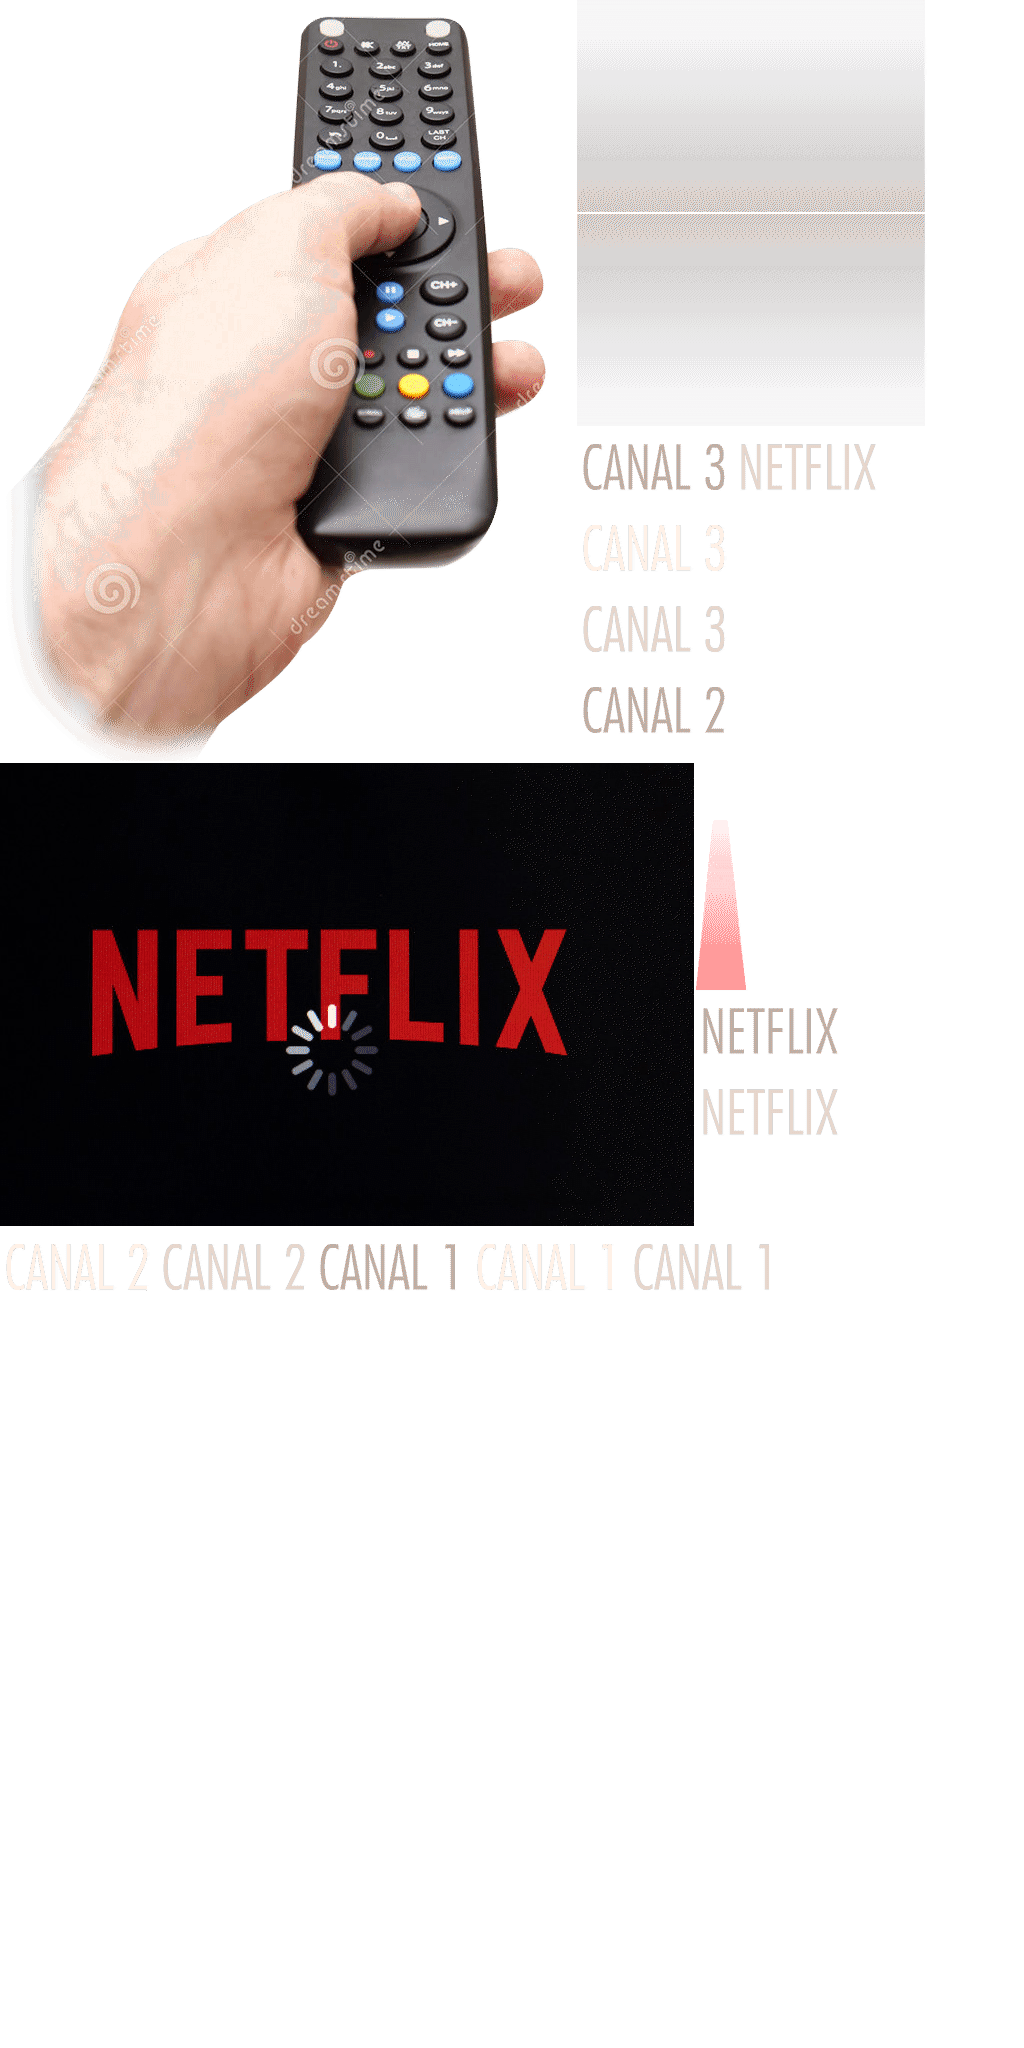 HOME
1. 2abc 3def
4ghi 5jkl 6mno
7pqrs 8tuv 9wxyz
0 LAST CH
dreamstime
CH+
CH-
dreamstime
CANAL 3 NETFLIX
CANAL 3
CANAL 3
CANAL 2
NETFLIX
NETFLIX
NETFLIX
CANAL 2 CANAL 2 CANAL 1 CANAL 1 CANAL 1